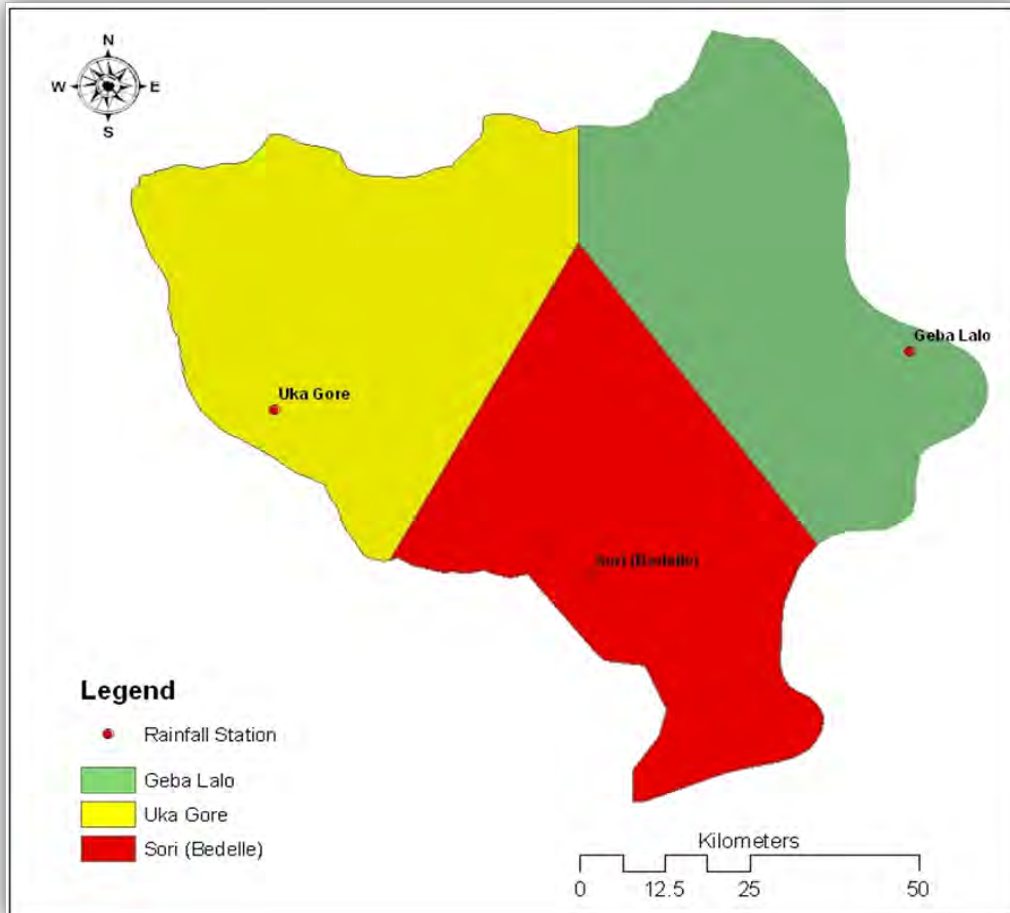 N
W E
S
Geba Lalo
Uka Gore
Sori (Bedelle)
Legend
Rainfall Station
Geba Lalo
Uka Gore
Sori (Bedelle)
Kilometers
0 12.5 25 50